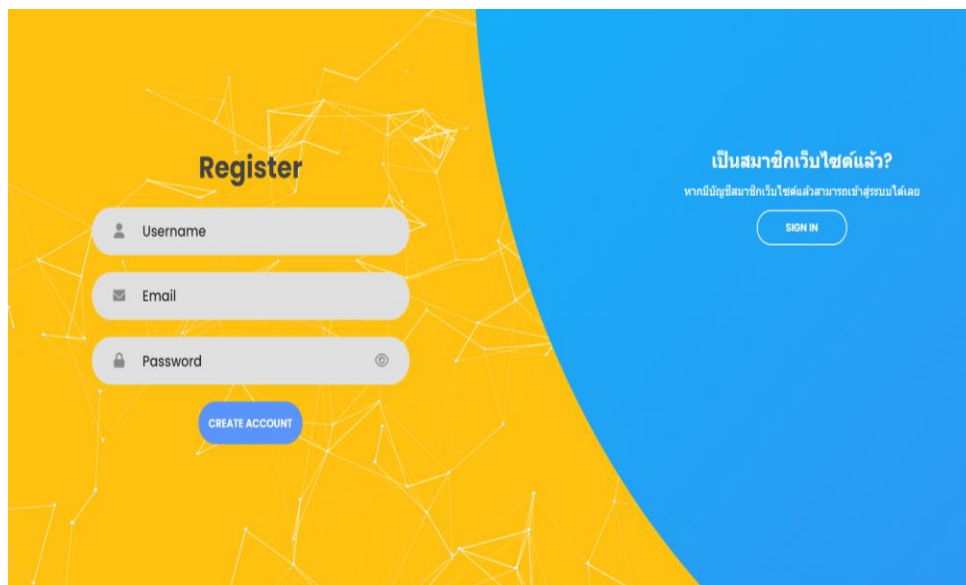 Register
Username
Email
Password
CREATE ACCOUNT
เป็นสมาชิกเว็บไซต์แล้ว?
หากมีบัญชีสมาชิกเว็บไซต์แล้วสามารถเข้าสู่ระบบได้เลย
SIGN IN